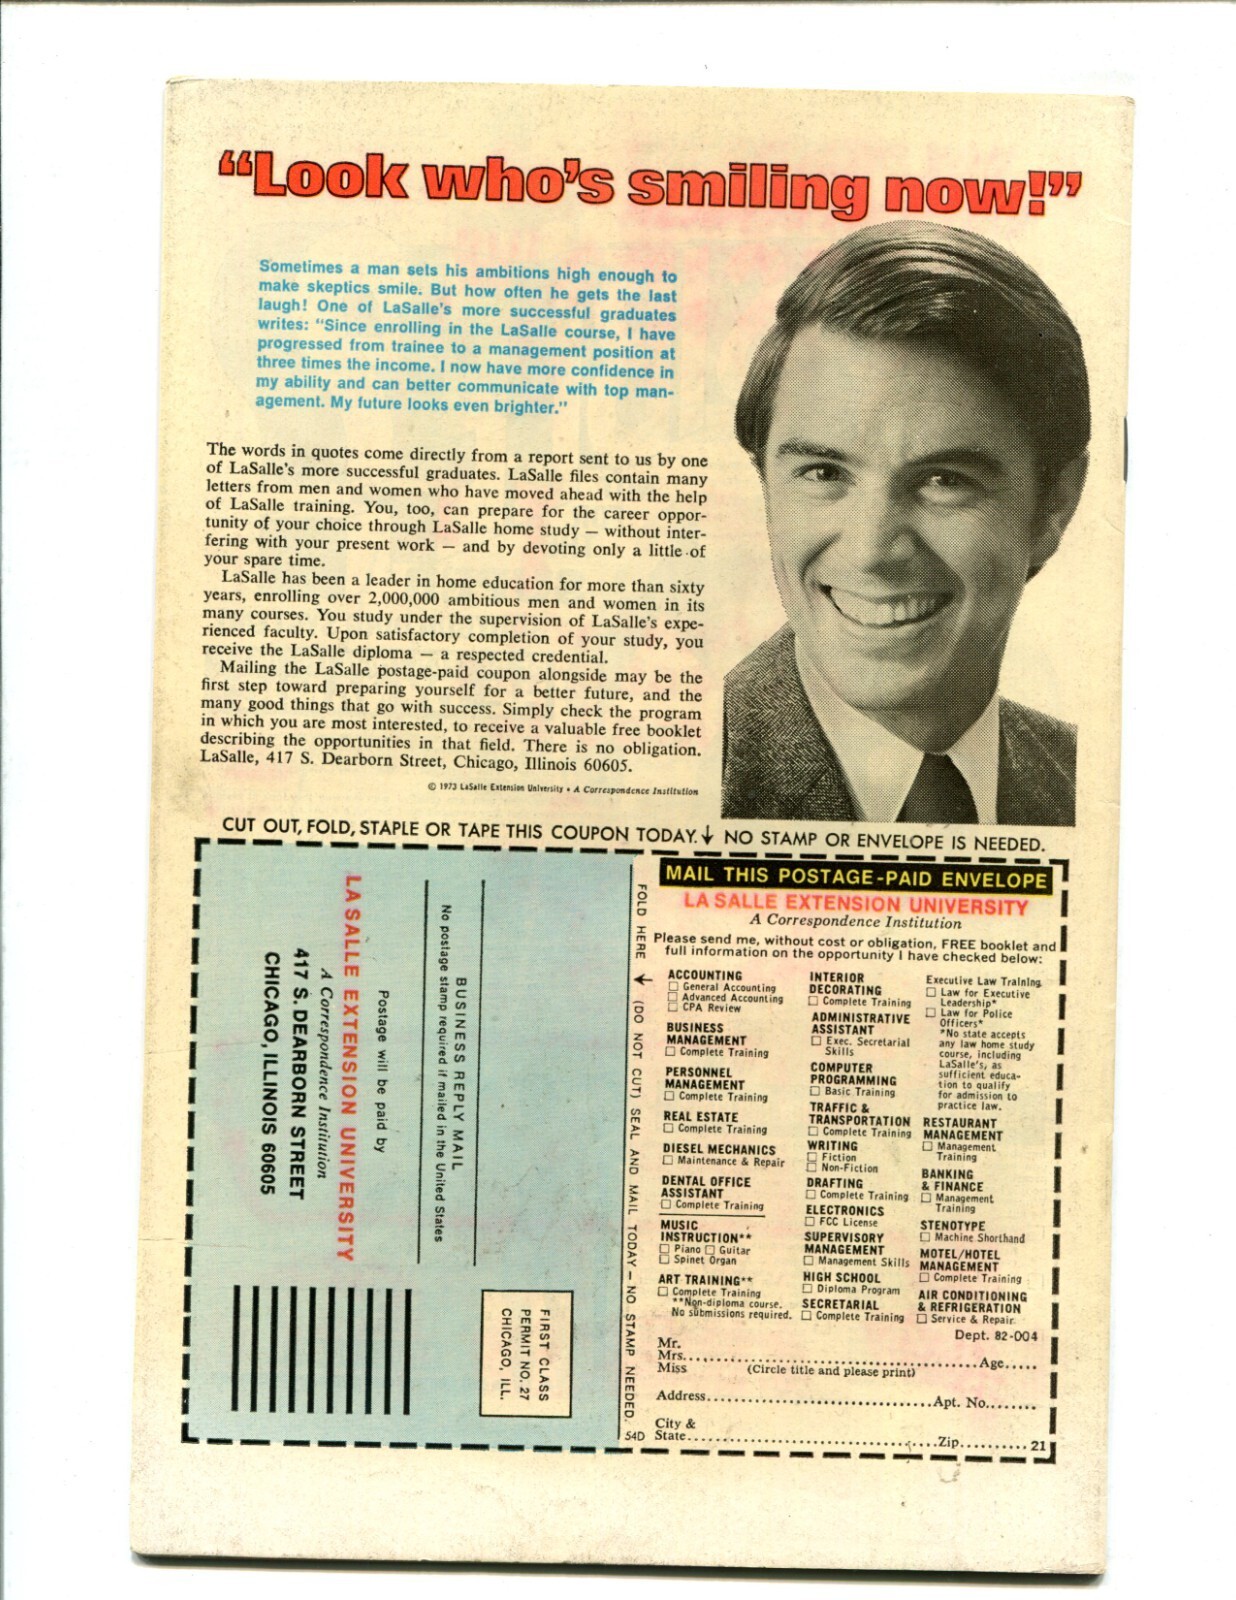 “Look who’s smiling now!”
Sometimes a man sets his ambitions high enough to
make skeptics smile. But how often he gets the last
laugh! One of LaSalle's more successful graduates
writes: "Since enrolling in the LaSalle course, I have
progressed from trainee to a management position at
three times the income. I now have more confidence in
my ability and can better communicate with top man-
agement. My future looks even brighter."
The words in quotes come directly from a report sent to us by one
of LaSalle's more successful graduates. LaSalle files contain many
letters from men and women who have moved ahead with the help
of LaSalle training. You, too, can prepare for the career oppor-
tunity of your choice through LaSalle home study — without inter-
fering with your present work — and by devoting only a little of
your spare time.
LaSalle has been a leader in home education for more than sixty
years, enrolling over 2,000,000 ambitious men and women in its
many courses. You study under the supervision of LaSalle's expe-
rienced faculty. Upon satisfactory completion of your study, you
receive the LaSalle diploma — a respected credential.
Mailing the LaSalle postage-paid coupon alongside may be the
first step toward preparing yourself for a better future, and the
many good things that go with success. Simply check the program
in which you are most interested, to receive a valuable free booklet
describing the opportunities in that field. There is no obligation.
LaSalle, 417 S. Dearborn Street, Chicago, Illinois 60605.
© 1973 LaSalle Extension University • A Correspondence Institution
CUT OUT, FOLD, STAPLE OR TAPE THIS COUPON TODAY. ↓ NO STAMP OR ENVELOPE IS NEEDED.
FIRST CLASS
PERMIT NO. 27
CHICAGO, ILL.
BUSINESS REPLY MAIL
No postage stamp required if mailed in the United States
Postage will be paid by
LA SALLE EXTENSION UNIVERSITY
A Correspondence Institution
417 S. DEARBORN STREET
CHICAGO, ILLINOIS 60605
FOLD HERE ↓ (DO NOT CUT) SEAL AND MAIL TODAY – NO STAMP NEEDED.
54D
MAIL THIS POSTAGE-PAID ENVELOPE
LA SALLE EXTENSION UNIVERSITY
A Correspondence Institution
Please send me, without cost or obligation, FREE booklet and
full information on the opportunity I have checked below:
ACCOUNTING
☐ General Accounting
☐ Advanced Accounting
☐ CPA Review
BUSINESS
MANAGEMENT
☐ Complete Training
PERSONNEL
MANAGEMENT
☐ Complete Training
REAL ESTATE
☐ Complete Training
DIESEL MECHANICS
☐ Maintenance & Repair
DENTAL OFFICE
ASSISTANT
☐ Complete Training
MUSIC
INSTRUCTION**
☐ Piano ☐ Guitar
☐ Spinet Organ
ART TRAINING**
☐ Complete Training
**Non-diploma course.
No submissions required.
INTERIOR
DECORATING
☐ Complete Training
ADMINISTRATIVE
ASSISTANT
☐ Exec. Secretarial
Skills
COMPUTER
PROGRAMMING
☐ Basic Training
TRAFFIC &
TRANSPORTATION
☐ Complete Training
WRITING
☐ Fiction
☐ Non-Fiction
DRAFTING
☐ Complete Training
ELECTRONICS
☐ FCC License
SUPERVISORY
MANAGEMENT
☐ Management Skills
HIGH SCHOOL
☐ Diploma Program
SECRETARIAL
☐ Complete Training
Executive Law Training
☐ Law for Executive
Leadership*
☐ Law for Police
Officers*
*No state accepts
any law home study
course, including
LaSalle's, as
sufficient educa-
tion to qualify
for admission to
practice law.
RESTAURANT
MANAGEMENT
☐ Management
Training
BANKING
& FINANCE
☐ Management
Training
STENOTYPE
☐ Machine Shorthand
MOTEL/HOTEL
MANAGEMENT
☐ Complete Training
AIR CONDITIONING
& REFRIGERATION
☐ Service & Repair
Dept. 82-004
Mr.
Mrs. Age
Miss (Circle title and please print)
Address Apt. No.
City &
State Zip 21